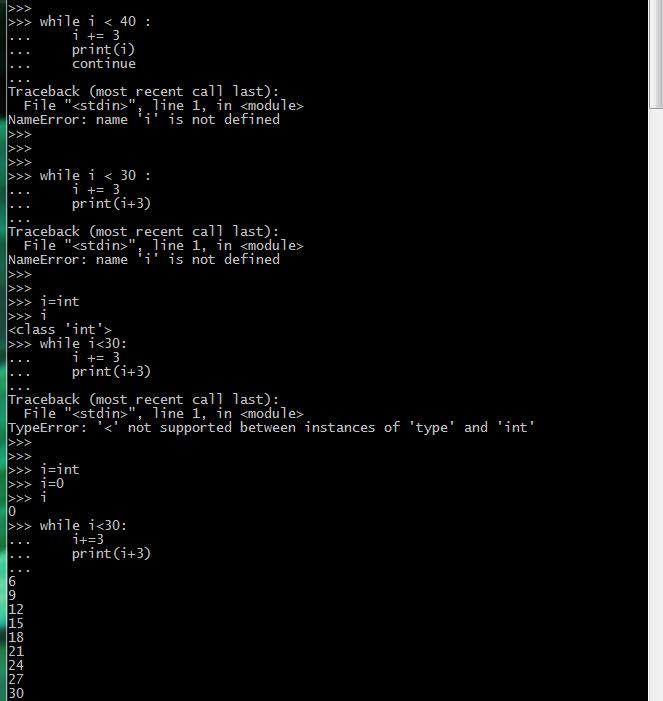 >>>
>>> while i < 40 :
...     i += 3
...     print(i)
...     continue
...
Traceback (most recent call last):
  File "<stdin>", line 1, in <module>
NameError: name 'i' is not defined
>>>
>>>
>>>
>>> while i < 30 :
...     i += 3
...     print(i+3)
...
Traceback (most recent call last):
  File "<stdin>", line 1, in <module>
NameError: name 'i' is not defined
>>>
>>>
>>> i=int
>>> i
<class 'int'>
>>> while i<30:
...     i += 3
...     print(i+3)
...
Traceback (most recent call last):
  File "<stdin>", line 1, in <module>
TypeError: '<' not supported between instances of 'type' and 'int'
>>>
>>>
>>> i=int
>>> i=0
>>> i
0
>>> while i<30:
...     i+=3
...     print(i+3)
...
6
9
12
15
18
21
24
27
30